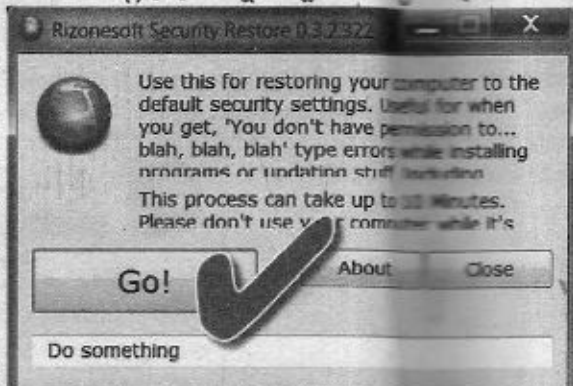 Rizonesoft Security Restore 0.3.2.322
Use this for restoring your computer to the
default security settings. Useful for when
you get, 'You don't have permission to...
blah, blah, blah' type errors while installing
programs or updating stuff including
This process can take up to Minutes.
Please don't use your computer while it's
Go!
About
Close
Do something